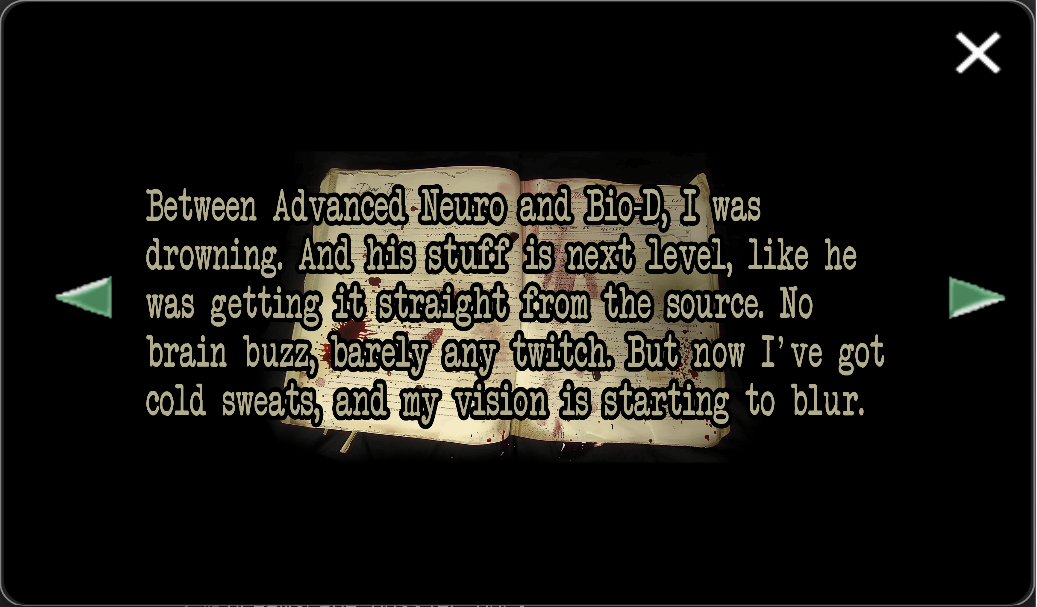 Between Advanced Neuro and Bio-D, I was
drowning. And his stuff is next level, like he
was getting it straight from the source. No
brain buzz, barely any twitch. But now I've got
cold sweats, and my vision is starting to blur.